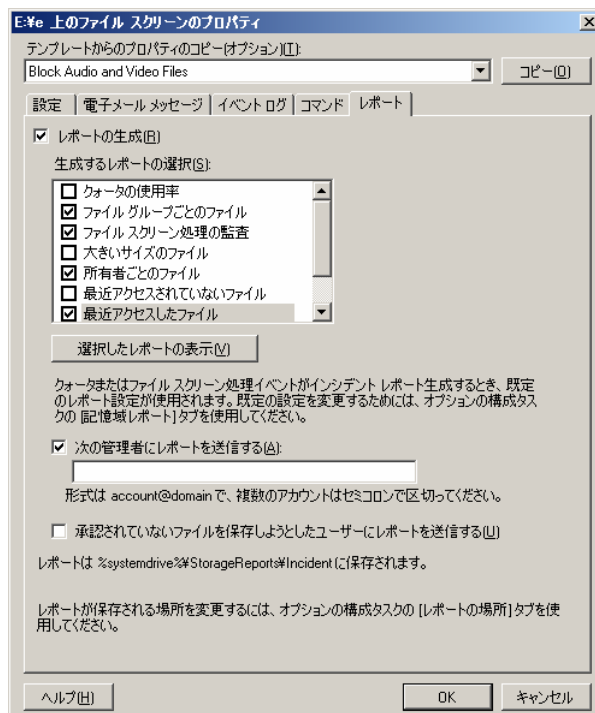 E:¥e 上のファイル スクリーンのプロパティ
テンプレートからのプロパティのコピー(オプション)(T):
Block Audio and Video Files
コピー(O)
設定
電子メール メッセージ
イベント ログ
コマンド
レポート
レポートの生成(R)
生成するレポートの選択(S):
クォータの使用率
ファイル グループごとのファイル
ファイル スクリーン処理の監査
大きいサイズのファイル
所有者ごとのファイル
最近アクセスされていないファイル
最近アクセスしたファイル
選択したレポートの表示(V)
クォータまたはファイル スクリーン処理イベントがインシデント レポート生成するとき、既定
のレポート設定が使用されます。既定の設定を変更するためには、オプションの構成タス
クの [記憶域レポート] タブを使用してください。
次の管理者にレポートを送信する(A):
形式は account@domain で、複数のアカウントはセミコロンで区切ってください。
承認されていないファイルを保存しようとしたユーザーにレポートを送信する(U)
レポートは %systemdrive%¥StorageReports¥Incident に保存されます。
レポートが保存される場所を変更するには、オプションの構成タスクの [レポートの場所] タブを使
用してください。
ヘルプ(H)
OK
キャンセル